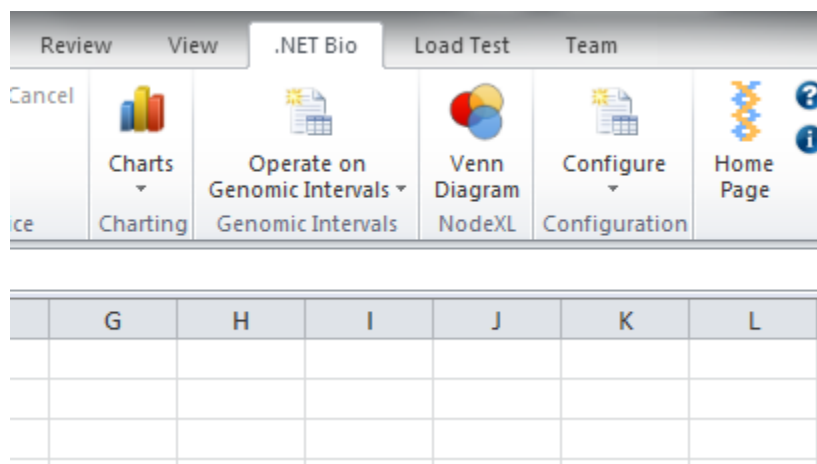 Review View .NET Bio Load Test Team
Cancel
Charts Operate on Venn Configure Home
Genomic Intervals Diagram Page
Charting Genomic Intervals NodeXL Configuration
G H I J K L